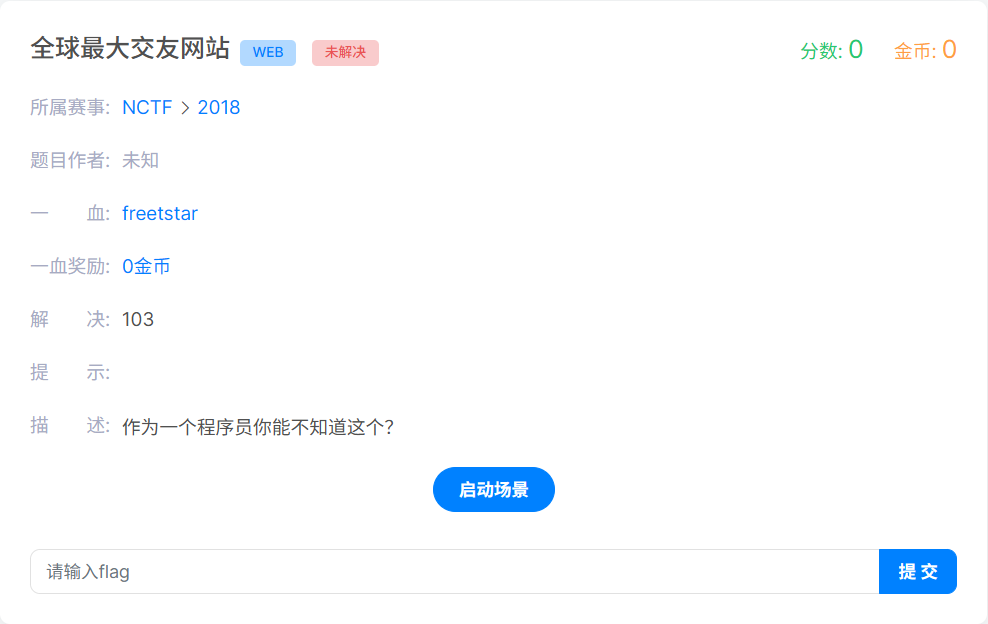 全球最大交友网站 WEB 未解决 分数: 0 金币: 0
所属赛事: NCTF > 2018
题目作者: 未知
一 血: freetstar
一血奖励: 0金币
解 决: 103
提 示:
描 述: 作为一个程序员你能不知道这个？
启动场景
请输入flag 提 交